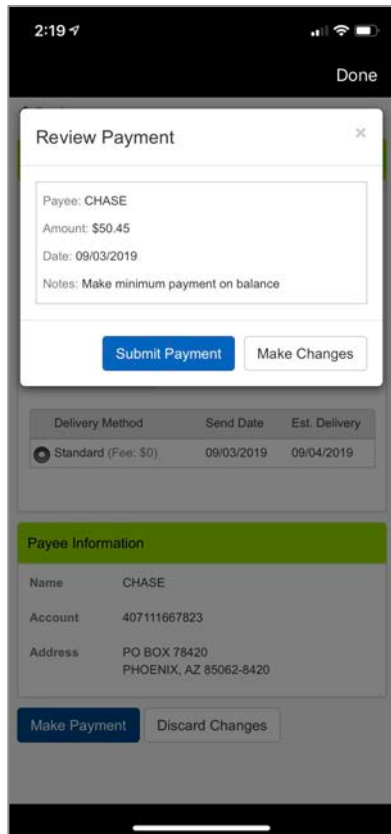 2:19
Done
Review Payment
×
Payee: CHASE
Amount: $50.45
Date: 09/03/2019
Notes: Make minimum payment on balance
Submit Payment Make Changes
Delivery Method Send Date Est. Delivery
Standard (Fee: $0) 09/03/2019 09/04/2019
Payee Information
Name CHASE
Account 407111667823
Address PO BOX 78420
PHOENIX, AZ 85062-8420
Make Payment Discard Changes